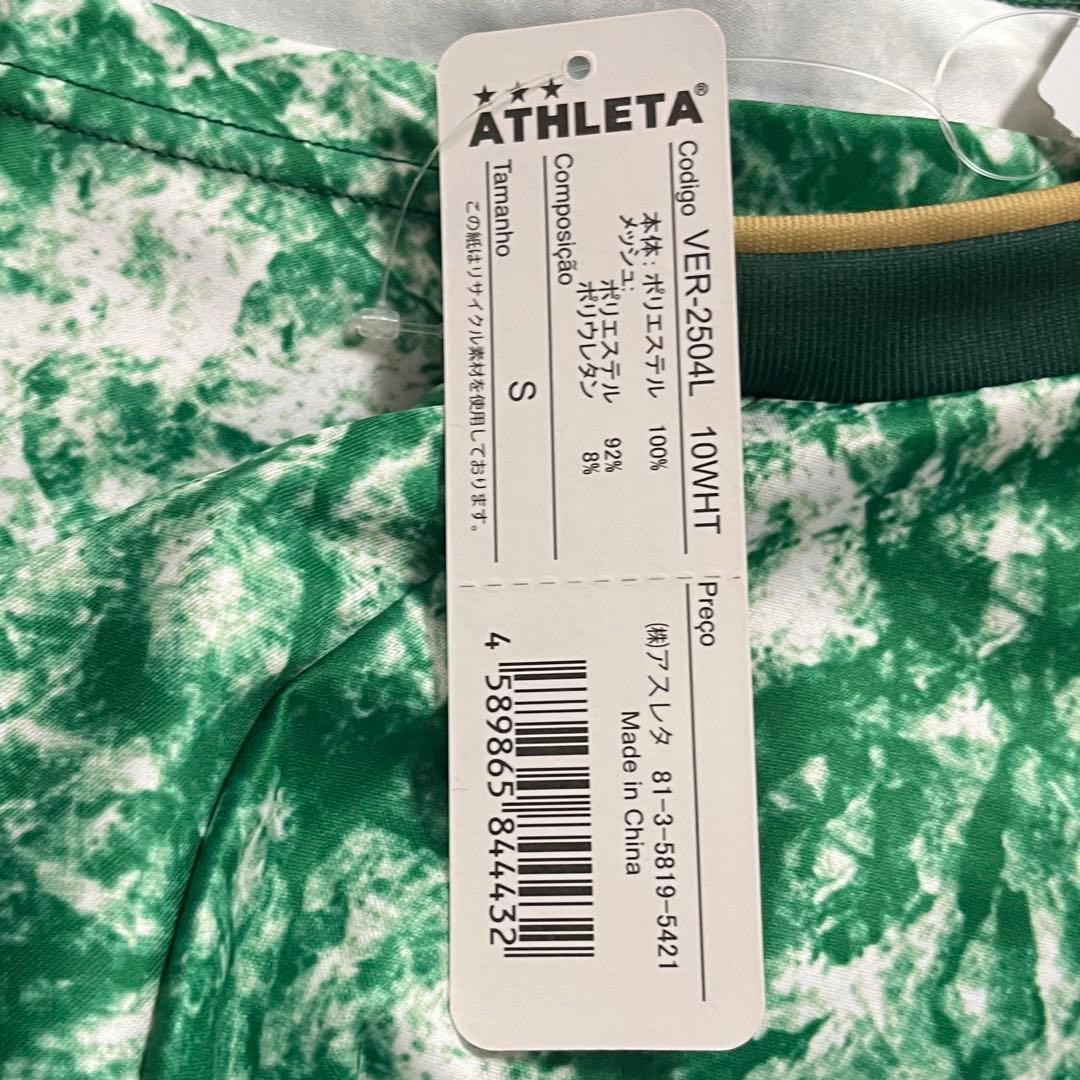 ★★★
ATHLETA®
Codigo VER-2504L 10WHT
本体: ポリエステル 100%
メッシュ:
ポリエステル 92%
ポリウレタン 8%
Composição
Tamanho S
この紙はリサイクル素材を使用しております。
Preço
(株)アスレタ 81-3-5819-5421
Made in China
4 589865 844432